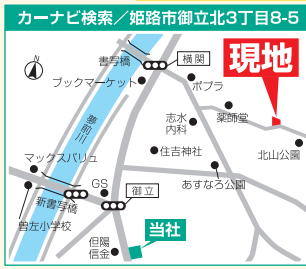 カーナビ検索／姫路市御立北3丁目8-5
書写橋
横関
現地
ブックマーケット
ポプラ
夢前川
志水
内科
薬師堂
住吉神社
北山公園
マックスバリュ
GS
御立
あすなろ公園
新書写橋
曽左小学校
当社
但陽
信金